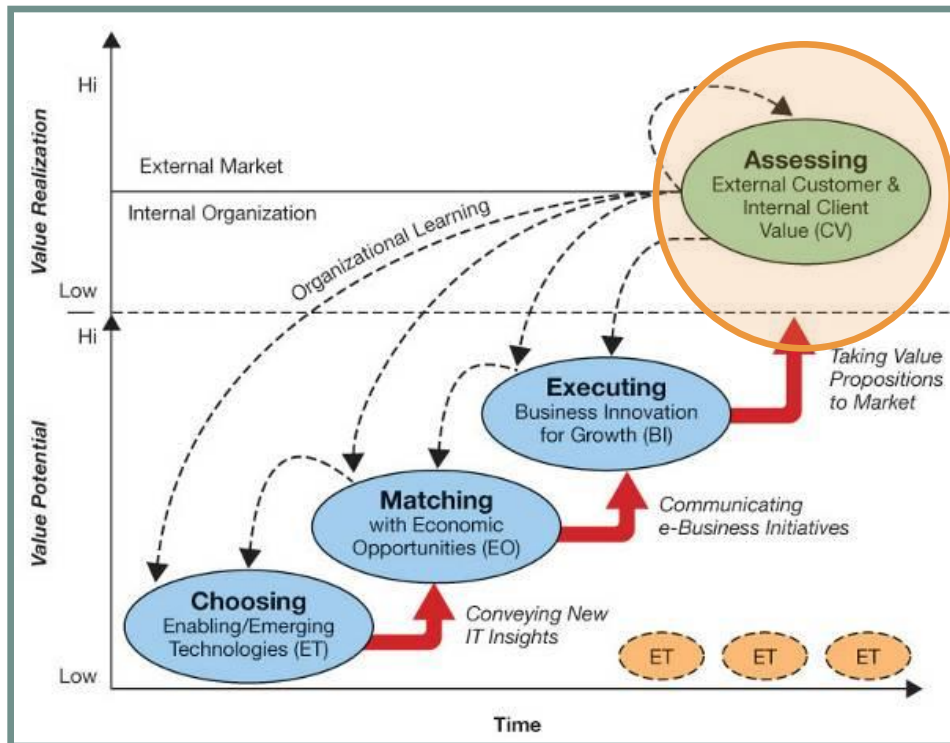 Hi
Value Realization
External Market
Internal Organization
Low
Organizational Learning
Assessing
External Customer &
Internal Client
Value (CV)
Hi
Value Potential
Taking Value
Propositions
to Market
Executing
Business Innovation
for Growth (BI)
Communicating
e-Business Initiatives
Matching
with Economic
Opportunities (EO)
Conveying New
IT Insights
Choosing
Enabling/Emerging
Technologies (ET)
ET
ET
ET
Low
Time